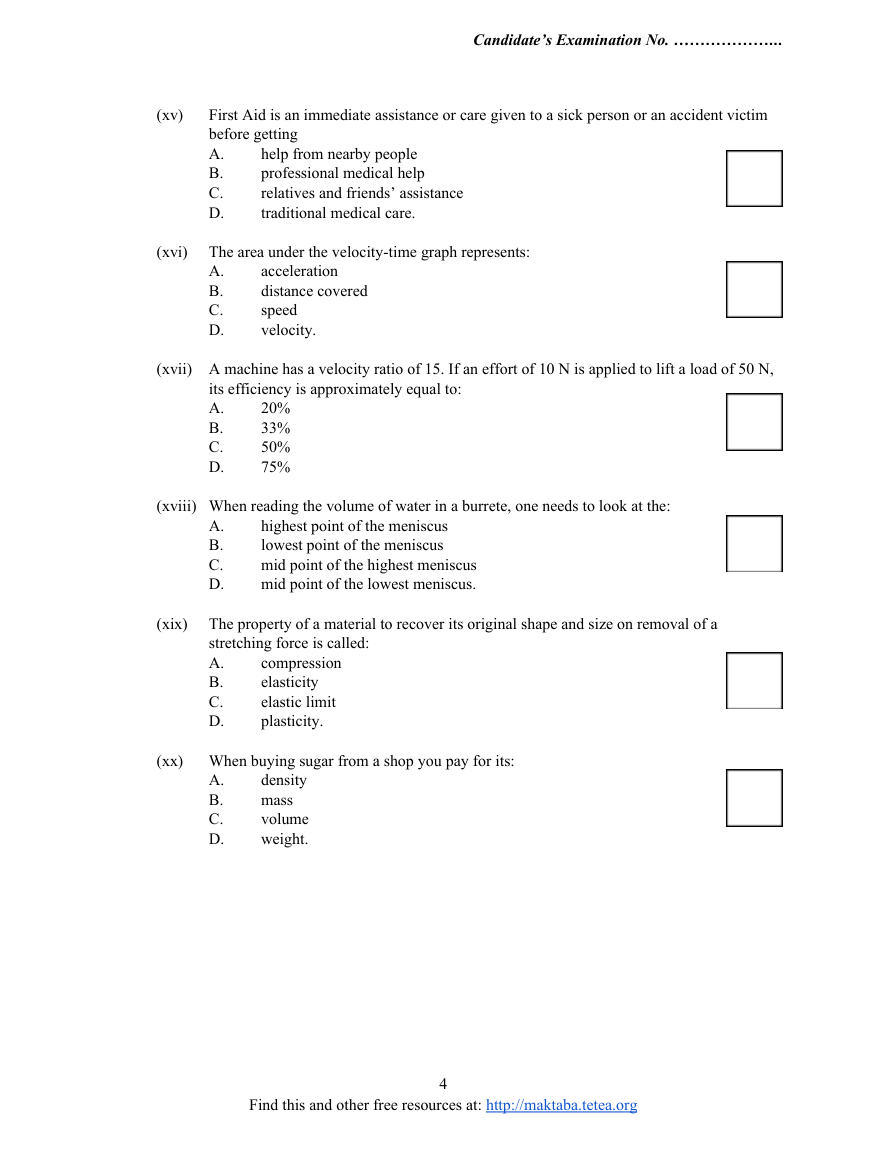 Candidate’s Examination No. ………………...
(xv) First Aid is an immediate assistance or care given to a sick person or an accident victim
before getting
A. help from nearby people
B. professional medical help
C. relatives and friends’ assistance
D. traditional medical care.
(xvi) The area under the velocity-time graph represents:
A. acceleration
B. distance covered
C. speed
D. velocity.
(xvii) A machine has a velocity ratio of 15. If an effort of 10 N is applied to lift a load of 50 N,
its efficiency is approximately equal to:
A. 20%
B. 33%
C. 50%
D. 75%
(xviii) When reading the volume of water in a burrete, one needs to look at the:
A. highest point of the meniscus
B. lowest point of the meniscus
C. mid point of the highest meniscus
D. mid point of the lowest meniscus.
(xix) The property of a material to recover its original shape and size on removal of a
stretching force is called:
A. compression
B. elasticity
C. elastic limit
D. plasticity.
(xx) When buying sugar from a shop you pay for its:
A. density
B. mass
C. volume
D. weight.
4
Find this and other free resources at: http://maktaba.tetea.org